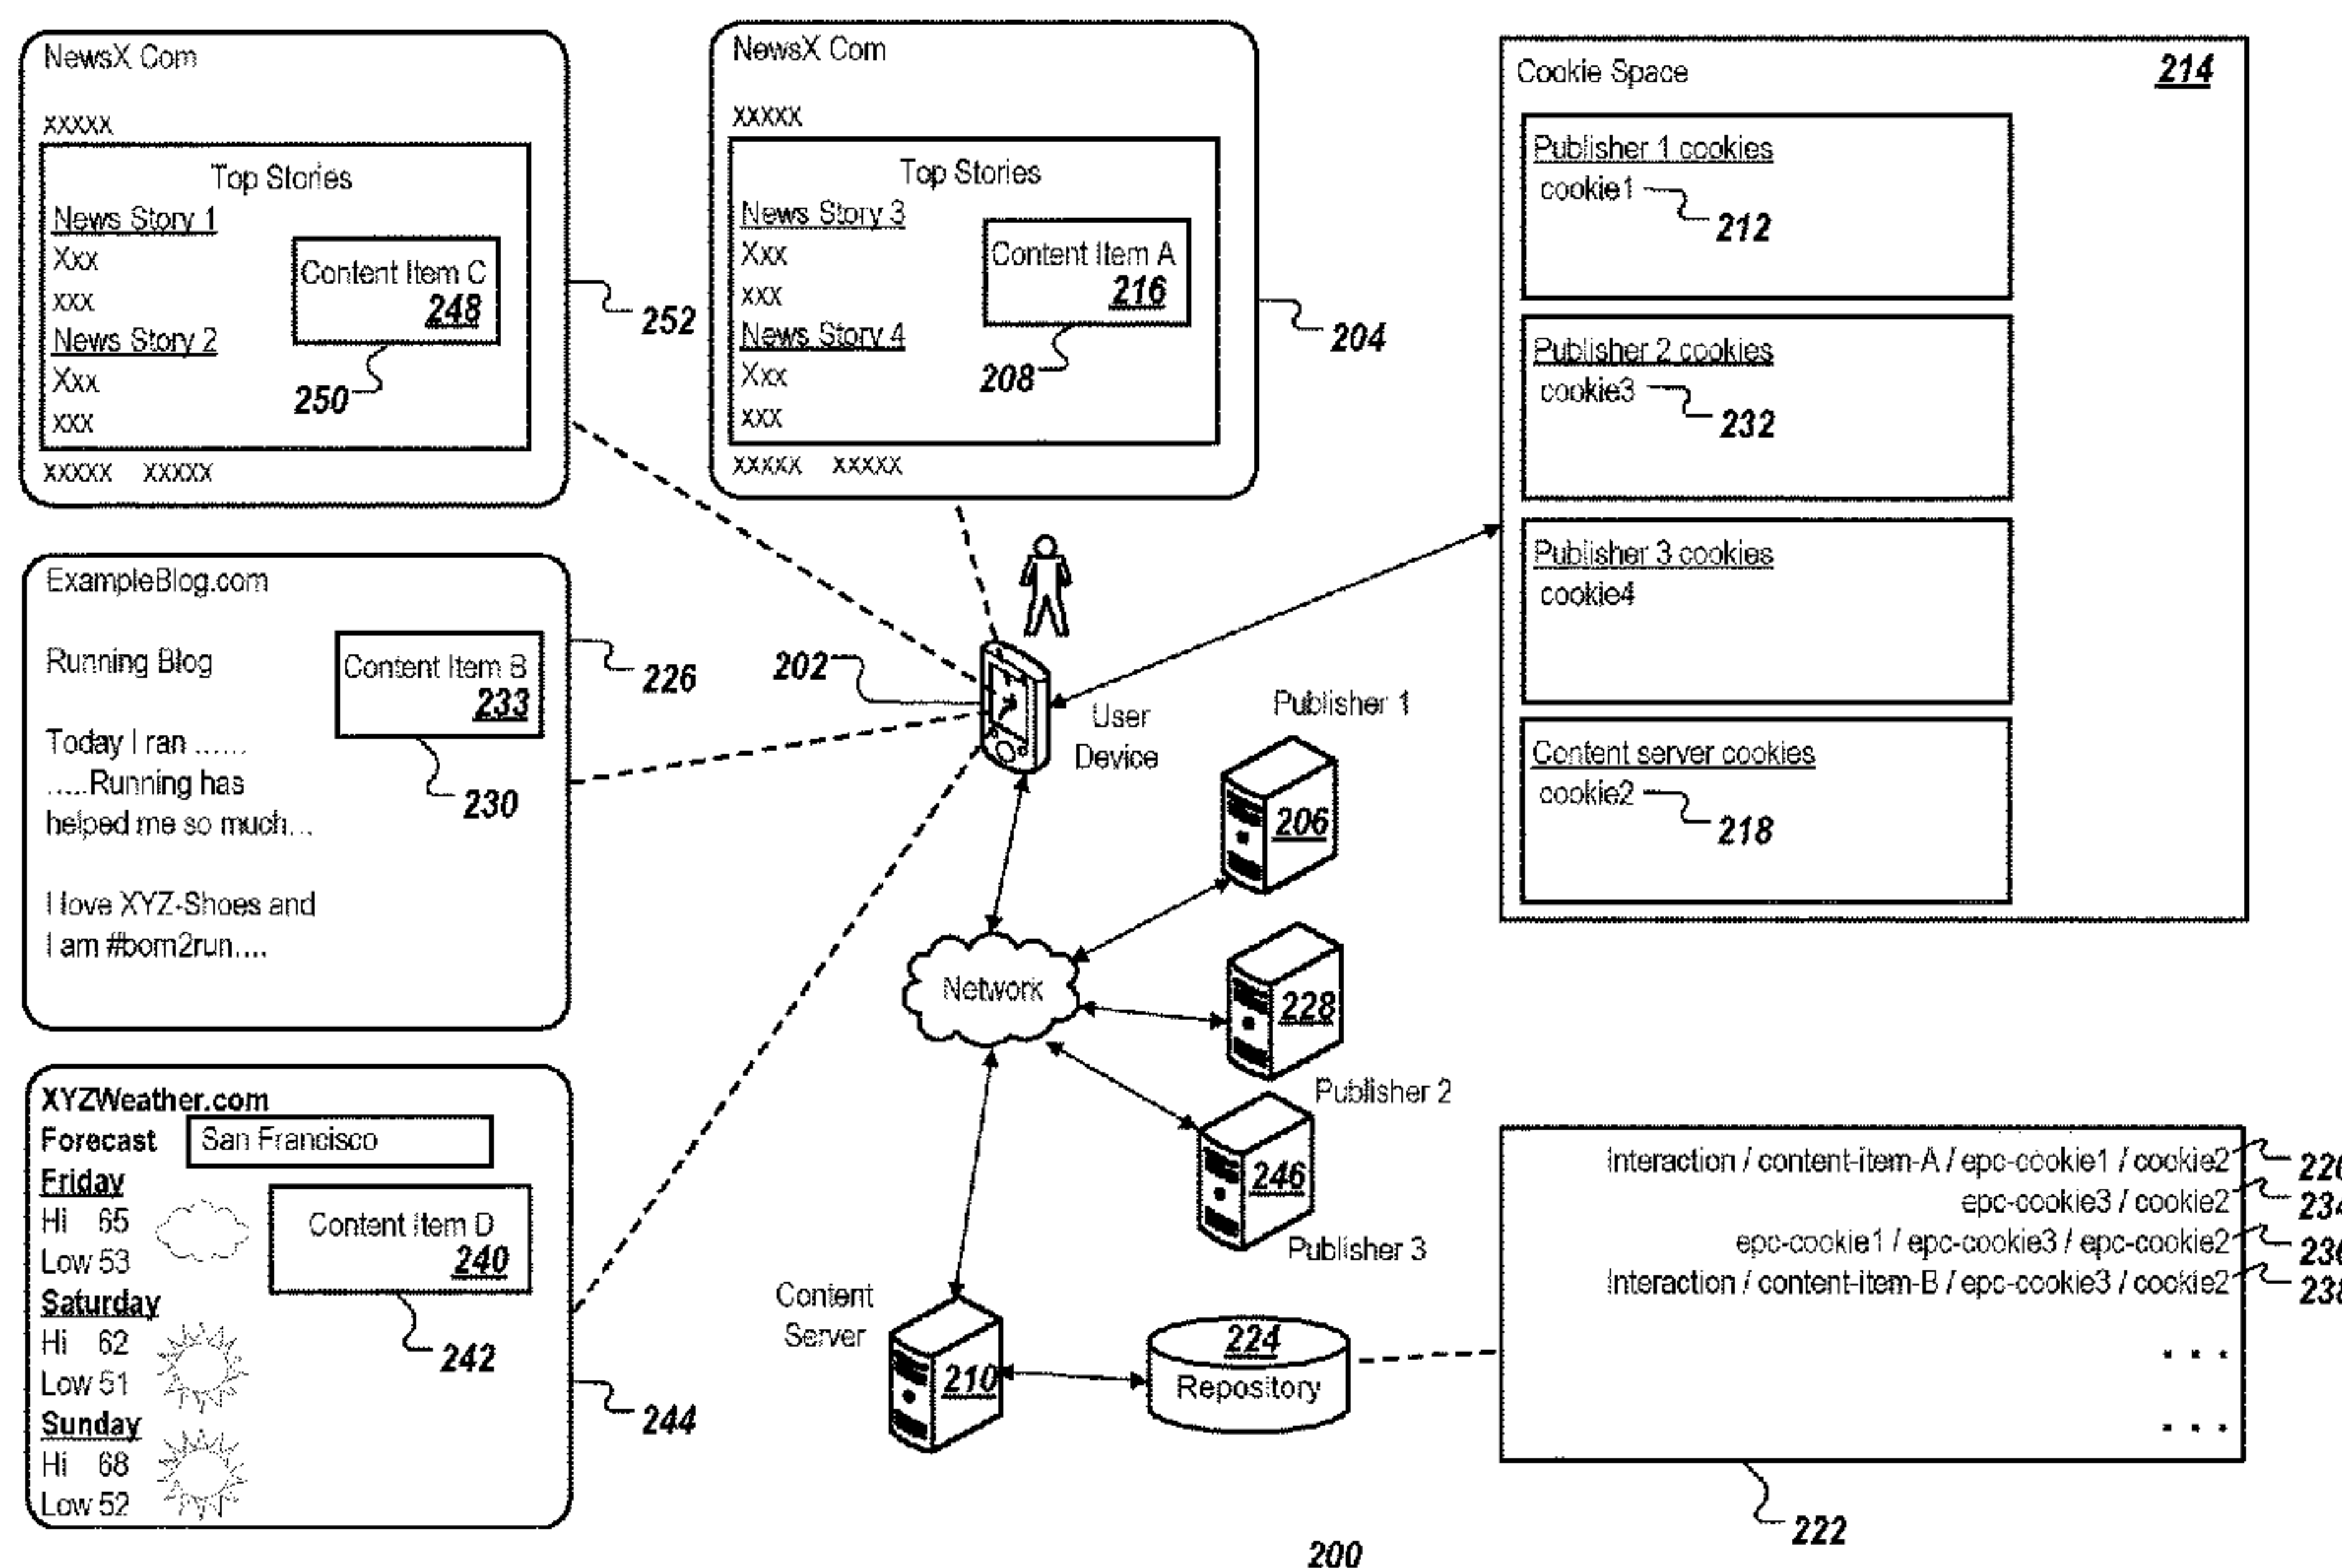 NewsX Com
xxxxx
Top Stories
News Story 1
Xxx
xxx
News Story 2
Xxx
xxx
Content Item C
248
250
xxxxx xxxxx
252
NewsX Com
xxxxx
Top Stories
News Story 3
Xxx
xxx
News Story 4
Xxx
xxx
Content Item A
216
208
xxxxx xxxxx
204
Cookie Space
214
Publisher 1 cookies
cookie1
212
Publisher 2 cookies
cookie3
232
Publisher 3 cookies
cookie4
Content server cookies
cookie2
218
ExampleBlog.com
Running Blog
Content Item B
233
230
Today I ran ......
.....Running has
helped me so much...
I love XYZ-Shoes and
I am #born2run....
226
202
User
Device
Publisher 1
206
Network
228
Publisher 2
246
Publisher 3
Content
Server
210
224
Repository
XYZWeather.com
Forecast
San Francisco
Friday
Hi 65
Low 53
Saturday
Hi 62
Low 51
Sunday
Hi 68
Low 52
Content Item D
240
242
244
Interaction / content-item-A / epc-cookie1 / cookie2
epc-cookie3 / cookie2
epc-cookie1 / epc-cookie3 / epc-cookie2
Interaction / content-item-B / epc-cookie3 / cookie2
. . .
. . .
222
200